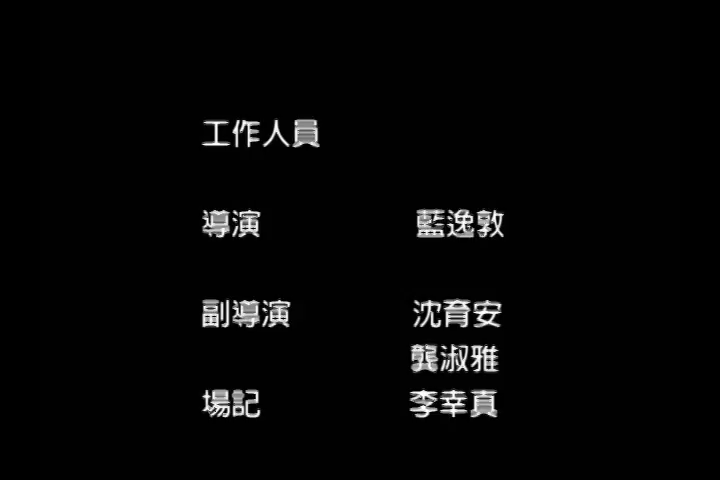 工作人員
導演 藍逸敦
副導演 沈育安
龔淑雅
場記 李幸真